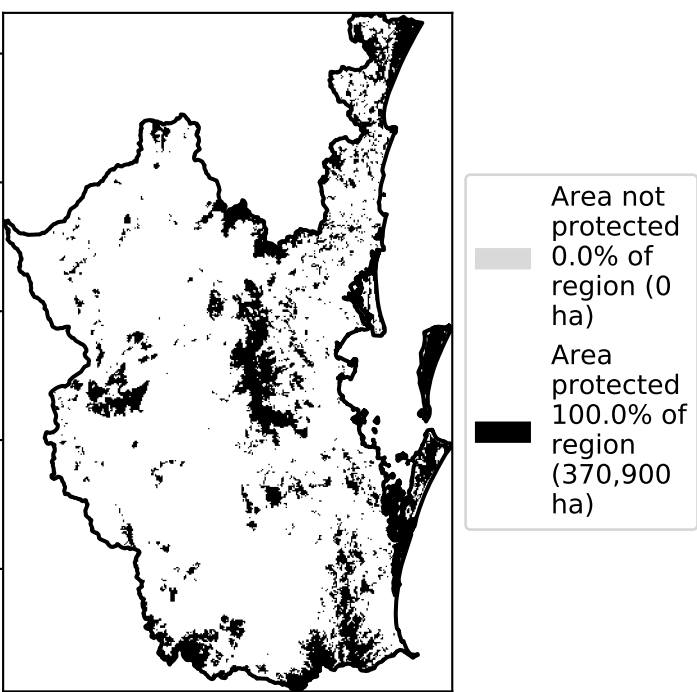 Area not
protected
0.0% of
region (0
ha)
Area
protected
100.0% of
region
(370,900
ha)